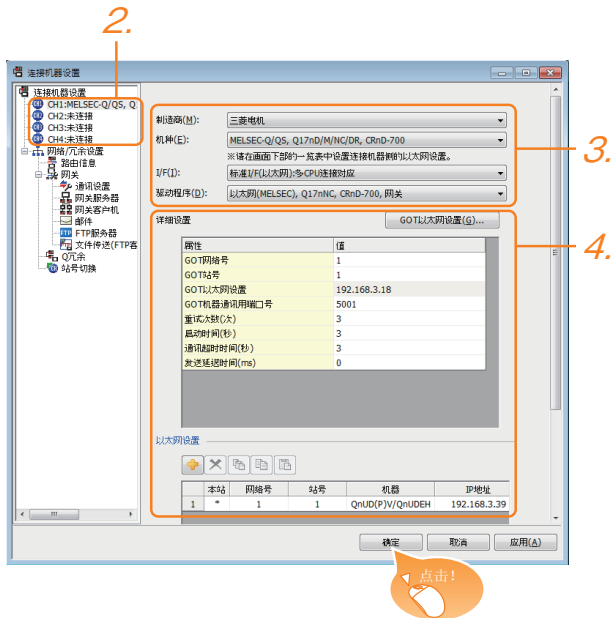 2.
连接机器设置
连接机器设置
CH1:MELSEC-Q/QS, Q
CH2:未连接
CH3:未连接
CH4:未连接
网络/冗余设置
路由信息
网关
通讯设置
网关服务器
网关客户机
邮件
FTP服务器
文件传送(FTP客
Q冗余
站号切换
制造商(M): 三菱电机
机种(E): MELSEC-Q/QS, Q17nD/M/NC/DR, CRnD-700
※请在画面下部的一览表中设置连接机器侧的以太网设置。
I/F(I): 标准I/F(以太网):多CPU连接对应
驱动程序(D): 以太网(MELSEC), Q17nNC, CRnD-700, 网关
3.
详细设置 GOT以太网设置(G)...
4.
属性 值
GOT网络号 1
GOT站号 1
GOT以太网设置 192.168.3.18
GOT机器通讯用端口号 5001
重试次数(次) 3
启动时间(秒) 3
通讯超时时间(秒) 3
发送延迟时间(ms) 0
以太网设置
本站 网络号 站号 机器 IP地址
1 * 1 1 QnUD(P)V/QnUDEH 192.168.3.39
确定 取消 应用(A)
点击!